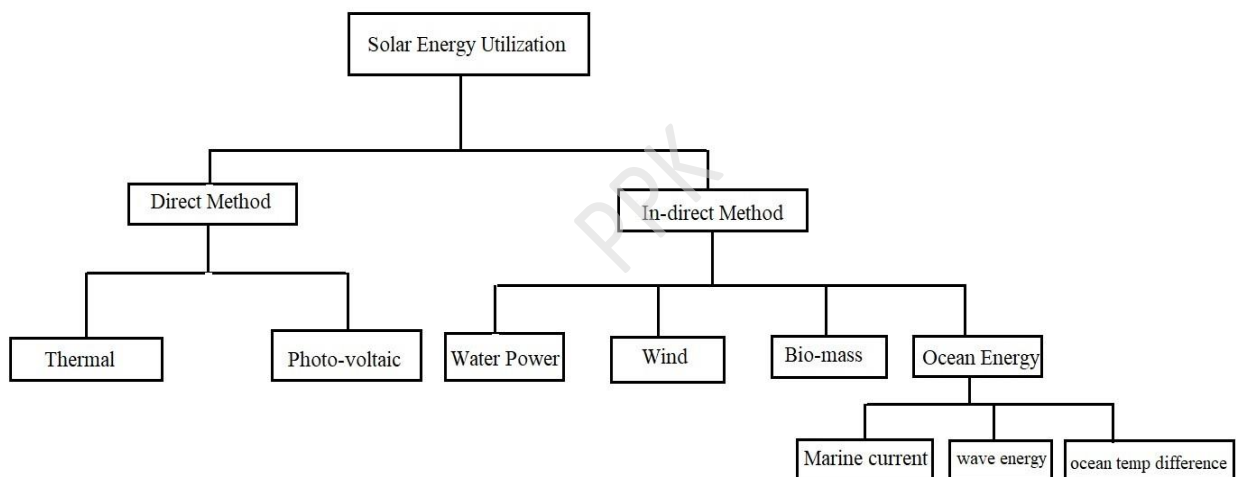 Solar Energy Utilization
Direct Method
In-direct Method
PPK
Thermal
Photo-voltaic
Water Power
Wind
Bio-mass
Ocean Energy
Marine current
wave energy
ocean temp difference